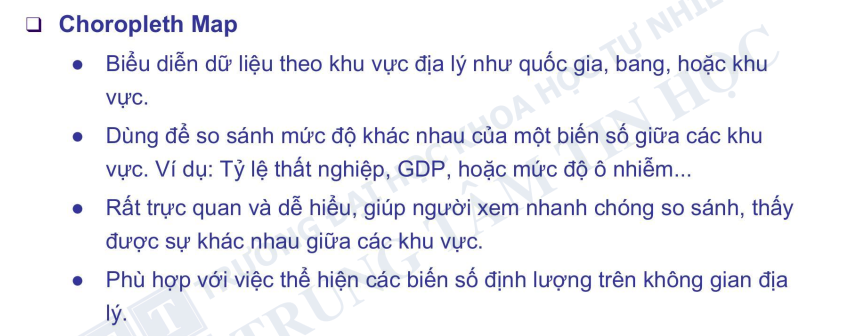 ❑ Choropleth Map
● Biểu diễn dữ liệu theo khu vực địa lý như quốc gia, bang, hoặc khu
vực.
● Dùng để so sánh mức độ khác nhau của một biến số giữa các khu
vực. Ví dụ: Tỷ lệ thất nghiệp, GDP, hoặc mức độ ô nhiễm...
● Rất trực quan và dễ hiểu, giúp người xem nhanh chóng so sánh, thấy
được sự khác nhau giữa các khu vực.
● Phù hợp với việc thể hiện các biến số định lượng trên không gian địa
lý.
TRƯỜNG ĐẠI HỌC KHOA HỌC TỰ NHIÊ
TRUNG TÂM TIN HỌC
T